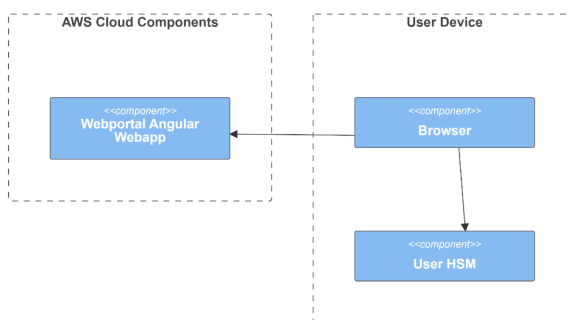 AWS Cloud Components
User Device
<<component>>
Webportal Angular
Webapp
<<component>>
Browser
<<component>>
User HSM